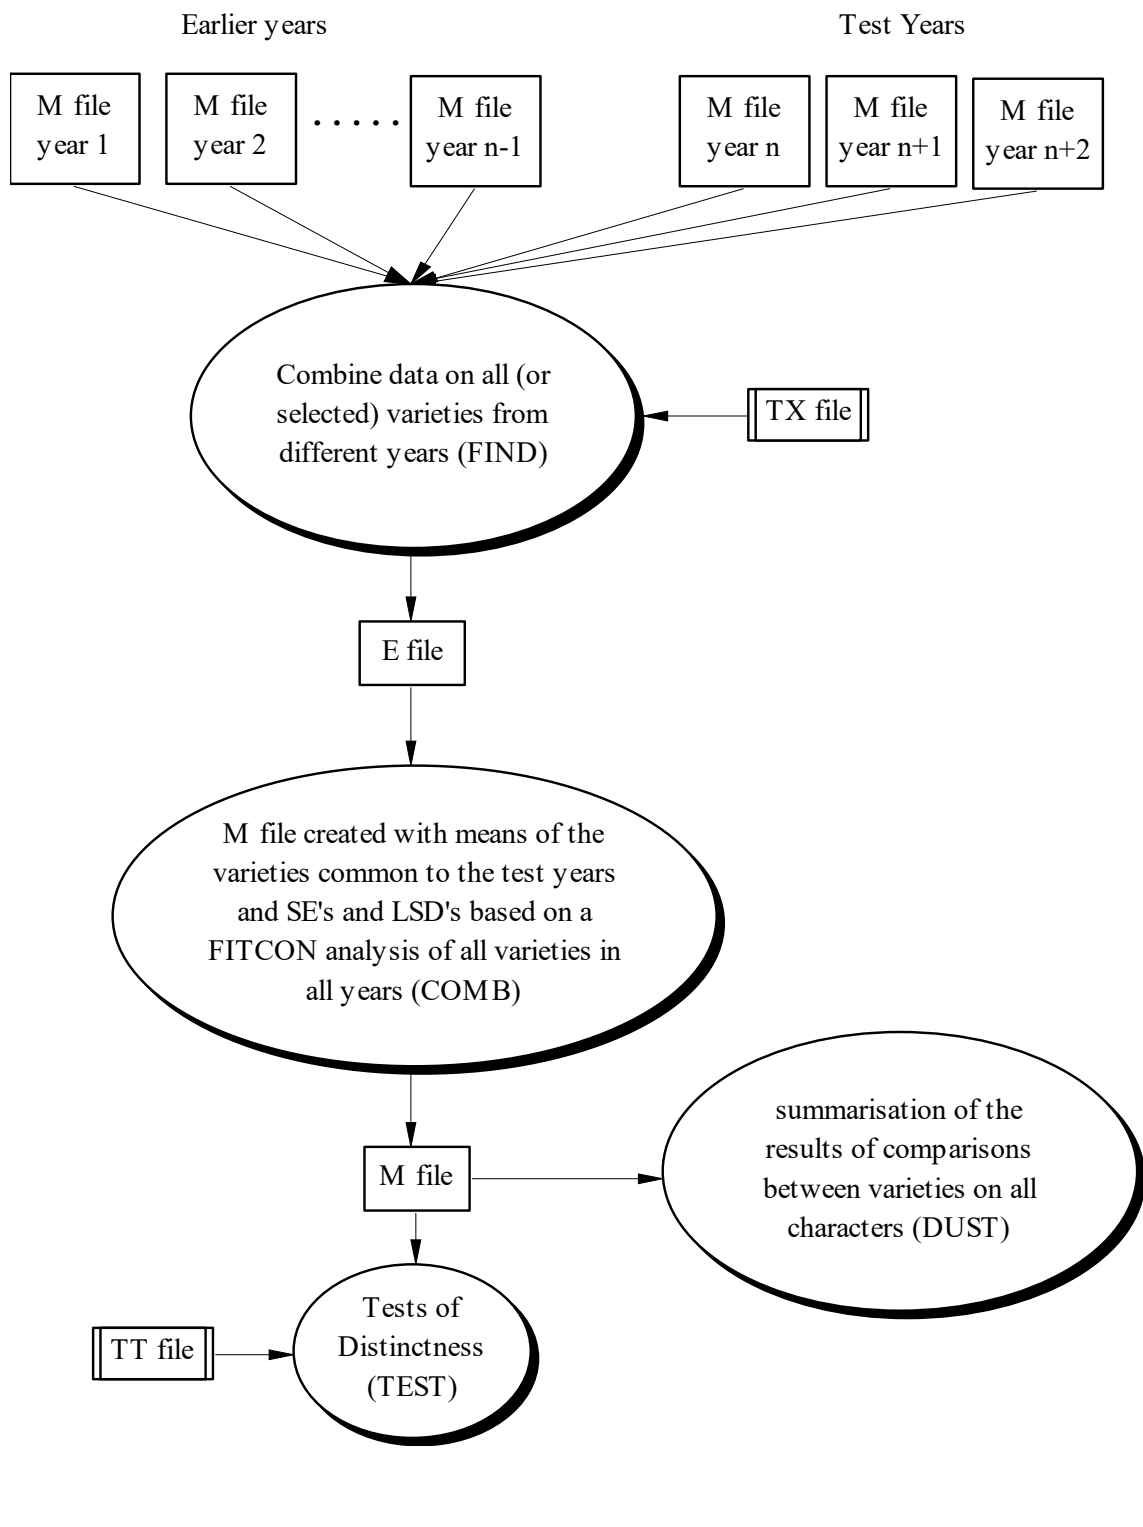 Earlier years
Test Years
M file
year 1
M file
year 2
.....
M file
year n-1
M file
year n
M file
year n+1
M file
year n+2
Combine data on all (or
selected) varieties from
different years (FIND)
TX file
E file
M file created with means of the
varieties common to the test years
and SE's and LSD's based on a
FITCON analysis of all varieties in
all years (COMB)
M file
summarisation of the
results of comparisons
between varieties on all
characters (DUST)
Tests of
Distinctness
(TEST)
TT file